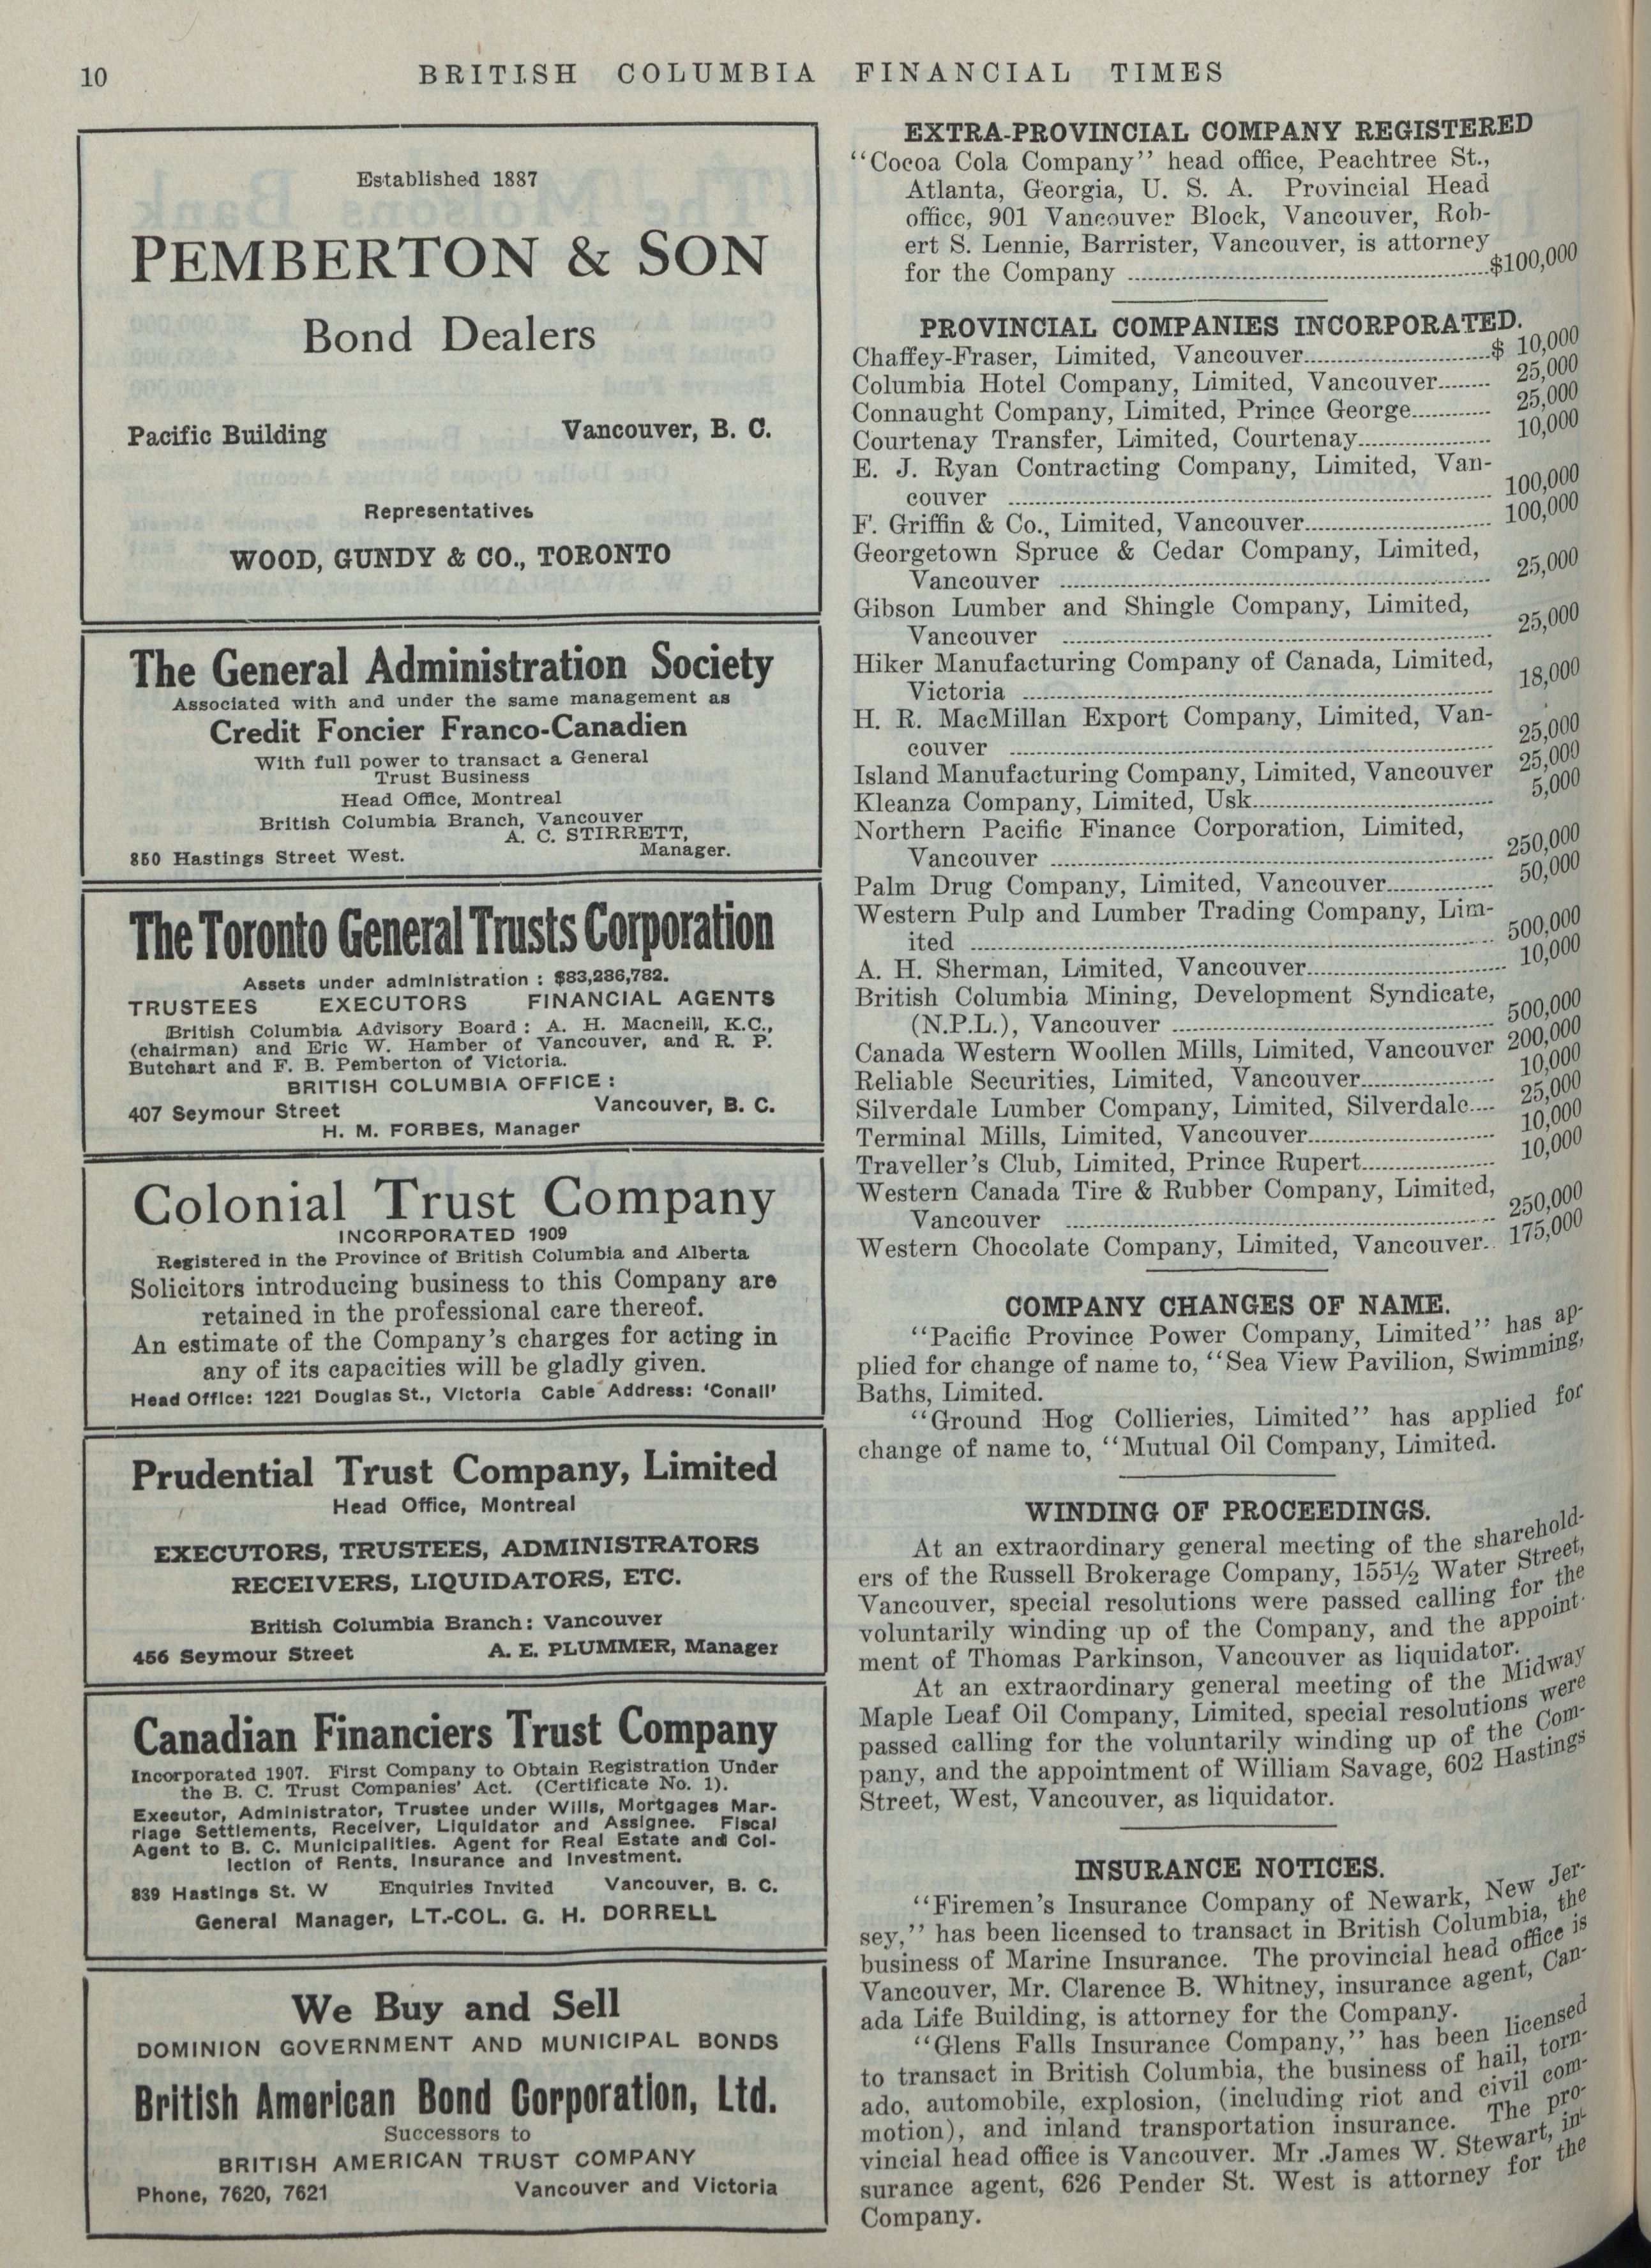 10
BRITISH COLUMBIA FINANCIAL TIMES
Established 1887
PEMBERTON & SON
Bond Dealers
Pacific Building Vancouver, B. C.
Representatives
WOOD, GUNDY & CO., TORONTO
The General Administration Society
Associated with and under the same management as
Credit Foncier Franco-Canadien
With full power to transact a General
Trust Business
Head Office, Montreal
British Columbia Branch, Vancouver
A. C. STIRRETT,
850 Hastings Street West. Manager.
The Toronto General Trusts Corporation
Assets under administration : $83,286,782.
TRUSTEES EXECUTORS FINANCIAL AGENTS
British Columbia Advisory Board : A. H. Macneill, K.C.,
(chairman) and Eric W. Hamber of Vancouver, and R. P.
Butchart and F. B. Pemberton of Victoria.
BRITISH COLUMBIA OFFICE :
407 Seymour Street Vancouver, B. C.
H. M. FORBES, Manager
Colonial Trust Company
INCORPORATED 1909
Registered in the Province of British Columbia and Alberta
Solicitors introducing business to this Company are
retained in the professional care thereof.
An estimate of the Company's charges for acting in
any of its capacities will be gladly given.
Head Office: 1221 Douglas St., Victoria Cable Address: 'Conail'
Prudential Trust Company, Limited
Head Office, Montreal
EXECUTORS, TRUSTEES, ADMINISTRATORS
RECEIVERS, LIQUIDATORS, ETC.
British Columbia Branch: Vancouver
456 Seymour Street A. E. PLUMMER, Manager
Canadian Financiers Trust Company
Incorporated 1907. First Company to Obtain Registration Under
the B. C. Trust Companies' Act. (Certificate No. 1).
Executor, Administrator, Trustee under Wills, Mortgages Mar-
riage Settlements, Receiver, Liquidator and Assignee. Fiscal
Agent to B. C. Municipalities. Agent for Real Estate and Col-
lection of Rents, Insurance and Investment.
839 Hastings St. W Enquiries Invited Vancouver, B. C.
General Manager, LT.-COL. G. H. DORRELL
We Buy and Sell
DOMINION GOVERNMENT AND MUNICIPAL BONDS
British American Bond Corporation, Ltd.
Successors to
BRITISH AMERICAN TRUST COMPANY
Phone, 7620, 7621 Vancouver and Victoria
EXTRA-PROVINCIAL COMPANY REGISTERED
"Cocoa Cola Company" head office, Peachtree St.,
Atlanta, Georgia, U. S. A. Provincial Head
office, 901 Vancouver Block, Vancouver, Rob-
ert S. Lennie, Barrister, Vancouver, is attorney
for the Company ........ $100,000
PROVINCIAL COMPANIES INCORPORATED.
Chaffey-Fraser, Limited, Vancouver........ $ 10,000
Columbia Hotel Company, Limited, Vancouver........ 25,000
Connaught Company, Limited, Prince George........ 25,000
Courtenay Transfer, Limited, Courtenay........ 10,000
E. J. Ryan Contracting Company, Limited, Van-
couver ........ 100,000
F. Griffin & Co., Limited, Vancouver........ 100,000
Georgetown Spruce & Cedar Company, Limited,
Vancouver ........ 25,000
Gibson Lumber and Shingle Company, Limited,
Vancouver ........ 25,000
Hiker Manufacturing Company of Canada, Limited,
Victoria ........ 18,000
H. R. MacMillan Export Company, Limited, Van-
couver ........ 25,000
Island Manufacturing Company, Limited, Vancouver 25,000
Kleanza Company, Limited, Usk........ 5,000
Northern Pacific Finance Corporation, Limited,
Vancouver ........ 250,000
Palm Drug Company, Limited, Vancouver........ 50,000
Western Pulp and Lumber Trading Company, Lim-
ited ........ 500,000
A. H. Sherman, Limited, Vancouver........ 10,000
British Columbia Mining, Development Syndicate,
(N.P.L.), Vancouver ........ 500,000
Canada Western Woollen Mills, Limited, Vancouver 200,000
Reliable Securities, Limited, Vancouver........ 10,000
Silverdale Lumber Company, Limited, Silverdale.... 25,000
Terminal Mills, Limited, Vancouver........ 10,000
Traveller's Club, Limited, Prince Rupert........ 10,000
Western Canada Tire & Rubber Company, Limited,
Vancouver ........ 250,000
Western Chocolate Company, Limited, Vancouver.. 175,000
COMPANY CHANGES OF NAME.
"Pacific Province Power Company, Limited" has ap-
plied for change of name to, "Sea View Pavilion, Swimming,
Baths, Limited.
"Ground Hog Collieries, Limited" has applied for
change of name to, "Mutual Oil Company, Limited.
WINDING OF PROCEEDINGS.
At an extraordinary general meeting of the sharehold-
ers of the Russell Brokerage Company, 155½ Water Street,
Vancouver, special resolutions were passed calling for the
voluntarily winding up of the Company, and the appoint-
ment of Thomas Parkinson, Vancouver as liquidator.
At an extraordinary general meeting of the Midway
Maple Leaf Oil Company, Limited, special resolutions were
passed calling for the voluntarily winding up of the Com-
pany, and the appointment of William Savage, 602 Hastings
Street, West, Vancouver, as liquidator.
INSURANCE NOTICES.
"Firemen's Insurance Company of Newark, New Jer-
sey," has been licensed to transact in British Columbia, the
business of Marine Insurance. The provincial head office is
Vancouver, Mr. Clarence B. Whitney, insurance agent, Can-
ada Life Building, is attorney for the Company.
"Glens Falls Insurance Company," has been licensed
to transact in British Columbia, the business of hail, torn-
ado, automobile, explosion, (including riot and civil com-
motion), and inland transportation insurance. The pro-
vincial head office is Vancouver. Mr .James W. Stewart, in-
surance agent, 626 Pender St. West is attorney for the
Company.